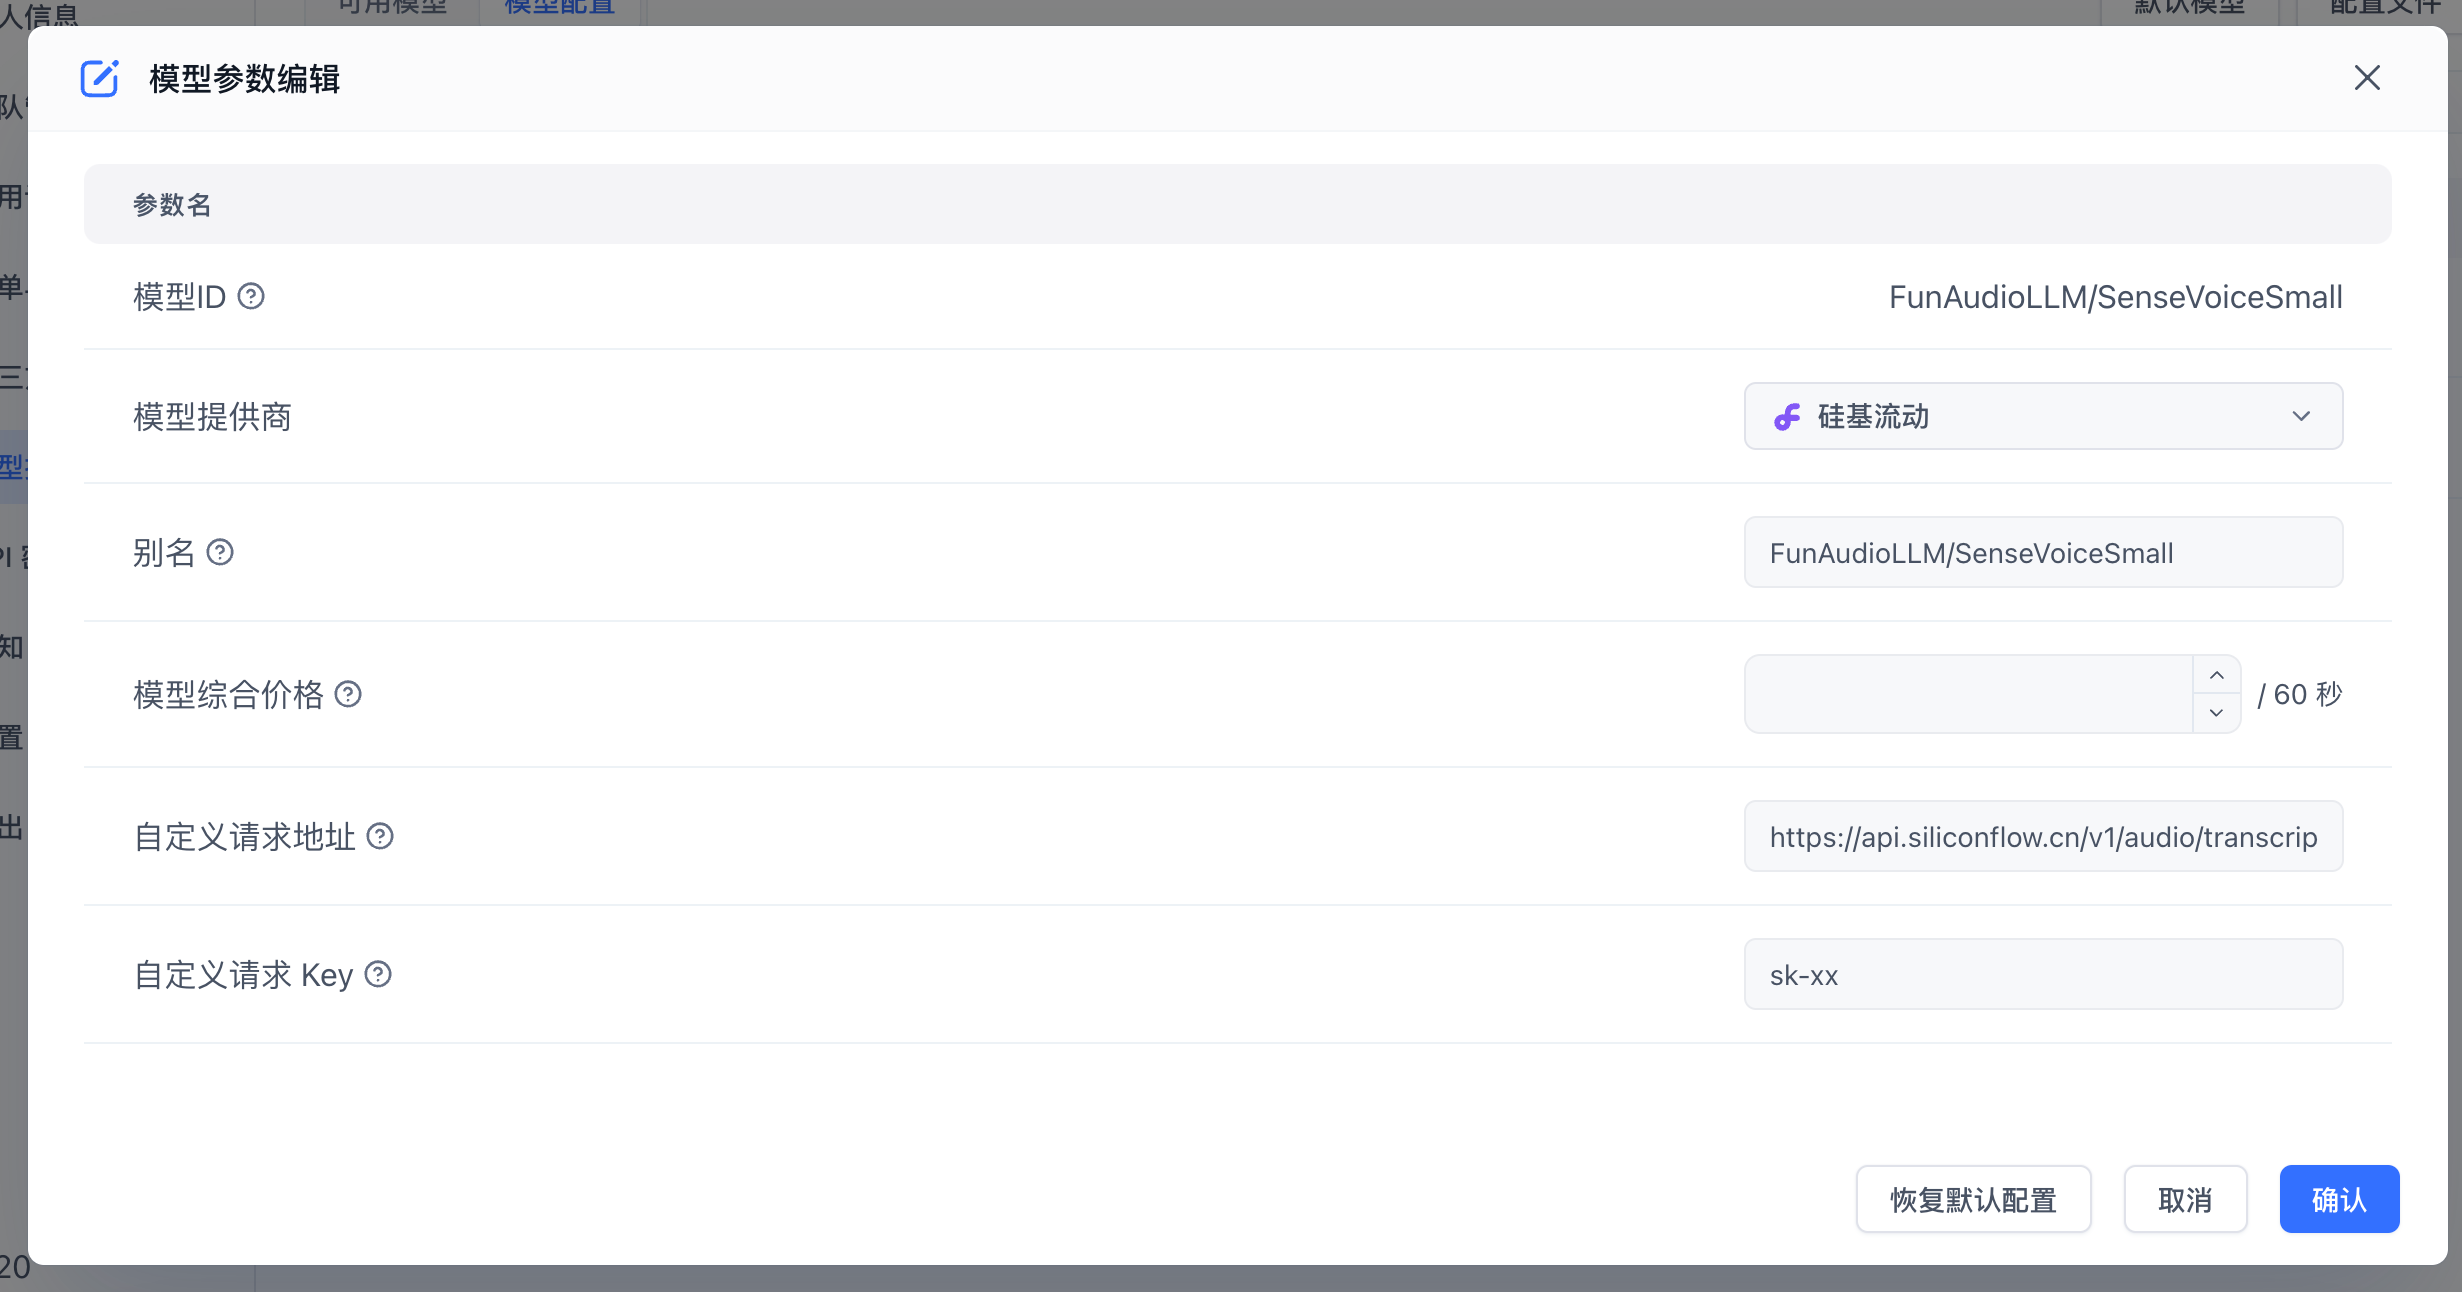 人信息
可用模型
模型配置
默认模型
配置文件
模型参数编辑
参数名
模型ID
FunAudioLLM/SenseVoiceSmall
模型提供商
硅基流动
别名
FunAudioLLM/SenseVoiceSmall
模型综合价格
/ 60 秒
自定义请求地址
https://api.siliconflow.cn/v1/audio/transcrip
自定义请求 Key
sk-xx
知
置
出
恢复默认配置
取消
确认
20